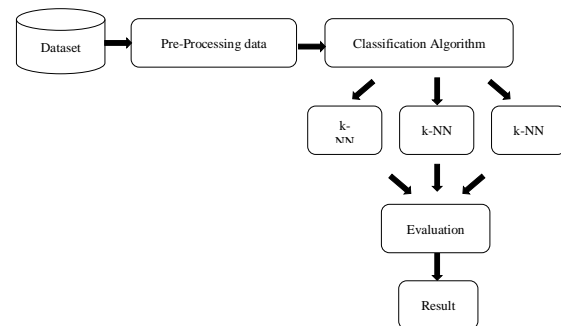 Dataset
Pre-Processing data
Classification Algorithm
k-
NN
k-NN
k-NN
Evaluation
Result